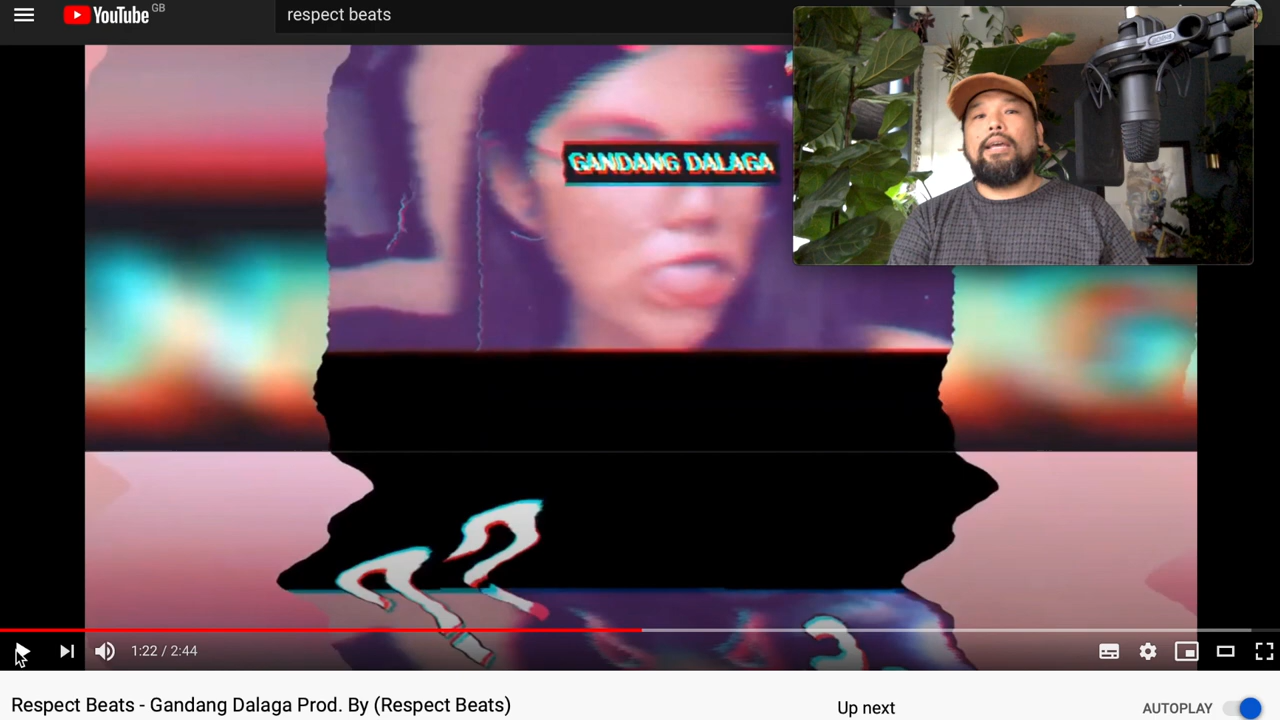 YouTube GB
respect beats
GANDANG DALAGA
1:22 / 2:44
Respect Beats - Gandang Dalaga Prod. By (Respect Beats)
Up next
AUTOPLAY